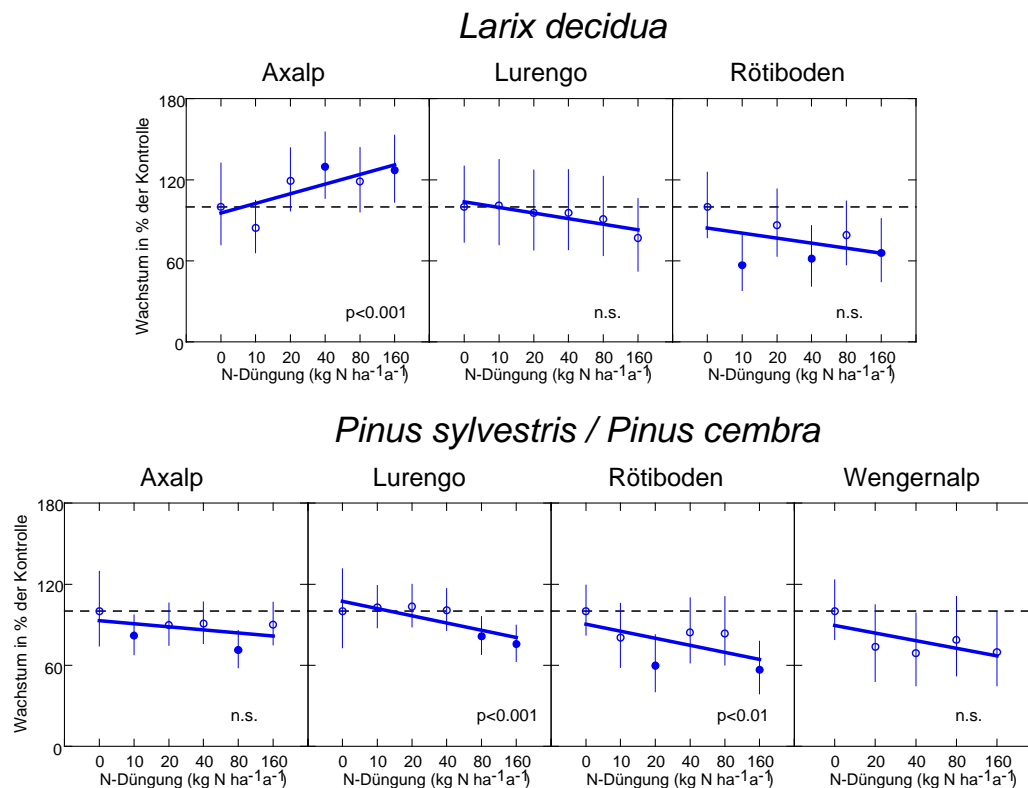 Larix decidua
Axalp Lurengo Rötiboden
Wachstum in % der Kontrolle
180
120
60
0
p<0.001 n.s. n.s.
0 10 20 40 80 160 0 10 20 40 80 160 0 10 20 40 80 160
N-Düngung (kg N ha⁻¹a⁻¹) N-Düngung (kg N ha⁻¹a⁻¹) N-Düngung (kg N ha⁻¹a⁻¹)
Pinus sylvestris / Pinus cembra
Axalp Lurengo Rötiboden Wengernalp
Wachstum in % der Kontrolle
180
120
60
0
n.s. p<0.001 p<0.01 n.s.
0 10 20 40 80 160 0 10 20 40 80 160 0 10 20 40 80 160 0 20 40 80 160
N-Düngung (kg N ha⁻¹a⁻¹) N-Düngung (kg N ha⁻¹a⁻¹) N-Düngung (kg N ha⁻¹a⁻¹) N-Düngung (kg N ha⁻¹a⁻¹)